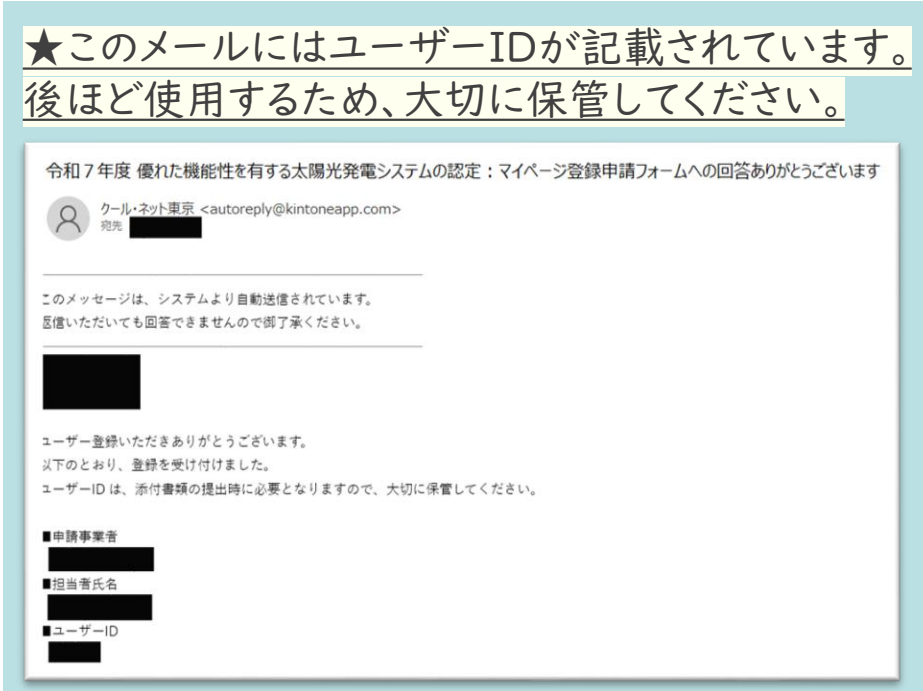 ★このメールにはユーザーIDが記載されています。
後ほど使用するため、大切に保管してください。
令和7年度 優れた機能性を有する太陽光発電システムの認定：マイページ登録申請フォームへの回答ありがとうございます
クール・ネット東京 <autoreply@kintoneapp.com>
宛先
このメッセージは、システムより自動送信されています。
返信いただいても回答できませんので御了承ください。
ユーザー登録いただきありがとうございます。
以下のとおり、登録を受け付けました。
ユーザーID は、添付書類の提出時に必要となりますので、大切に保管してください。
■申請事業者
■担当者氏名
■ユーザーID